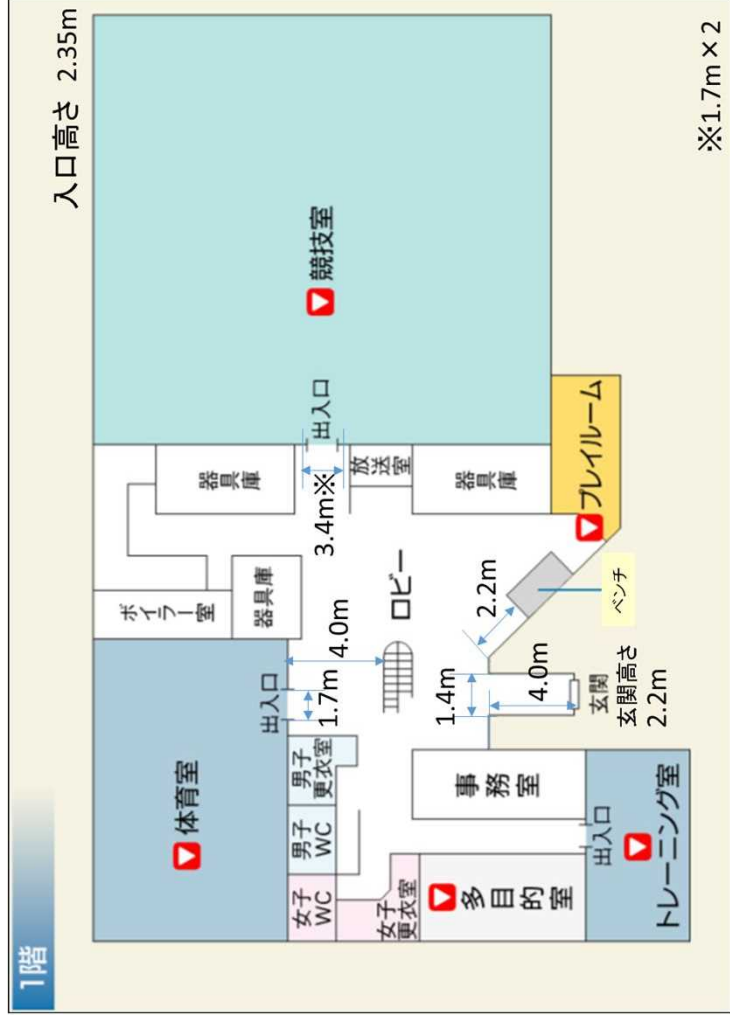 1階
入口高さ 2.35m
体育室
出入口
1.7m
4.0m
ボイラー室
器具庫
器具庫
3.4m※
出入口
競技室
放送室
器具庫
ロビー
女子
WC
男子
WC
男子
更衣室
女子
更衣室
多目的室
事務室
出入口
トレーニング室
1.4m
4.0m
玄関
玄関高さ
2.2m
2.2m
ベンチ
プレイルーム
※1.7m×2